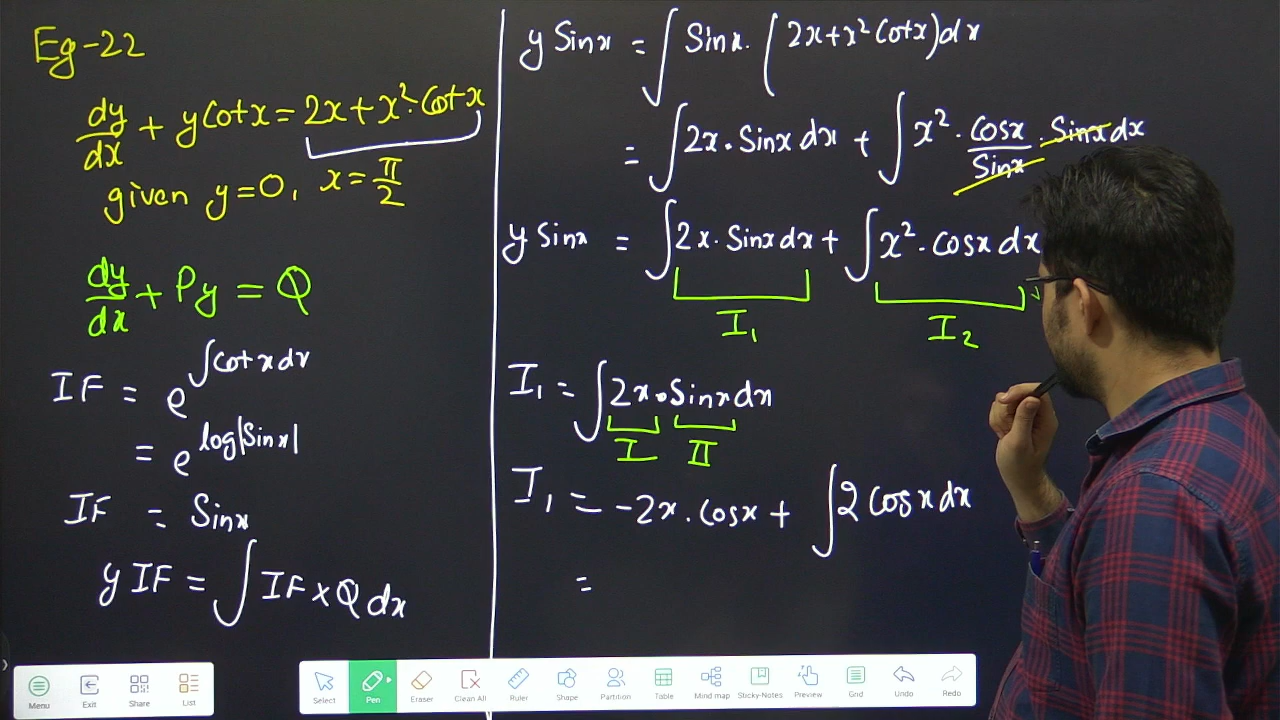 Eg-22
dy/dx + y Cot x = 2x + x² · Cot x
given y=0, x = π/2
dy/dx + Py = Q
IF = e^∫Cot x dx
= e^log|Sin x|
IF = Sin x
y IF = ∫ IF × Q dx
y Sin x = ∫ Sin x · (2x + x² Cot x) dx
= ∫ 2x · Sin x dx + ∫ x² · Cos x / Sin x · Sin x dx
y Sin x = ∫ 2x · Sin x dx + ∫ x² · Cos x dx
I₁ I₂
I₁ = ∫ 2x · Sin x dx
I II
I₁ = -2x · Cos x + ∫ 2 Cos x dx
=
Menu Exit Share List Select Pen Eraser Clean All Ruler Shape Partition Table Mind map Sticky-Notes Preview Grid Undo Redo